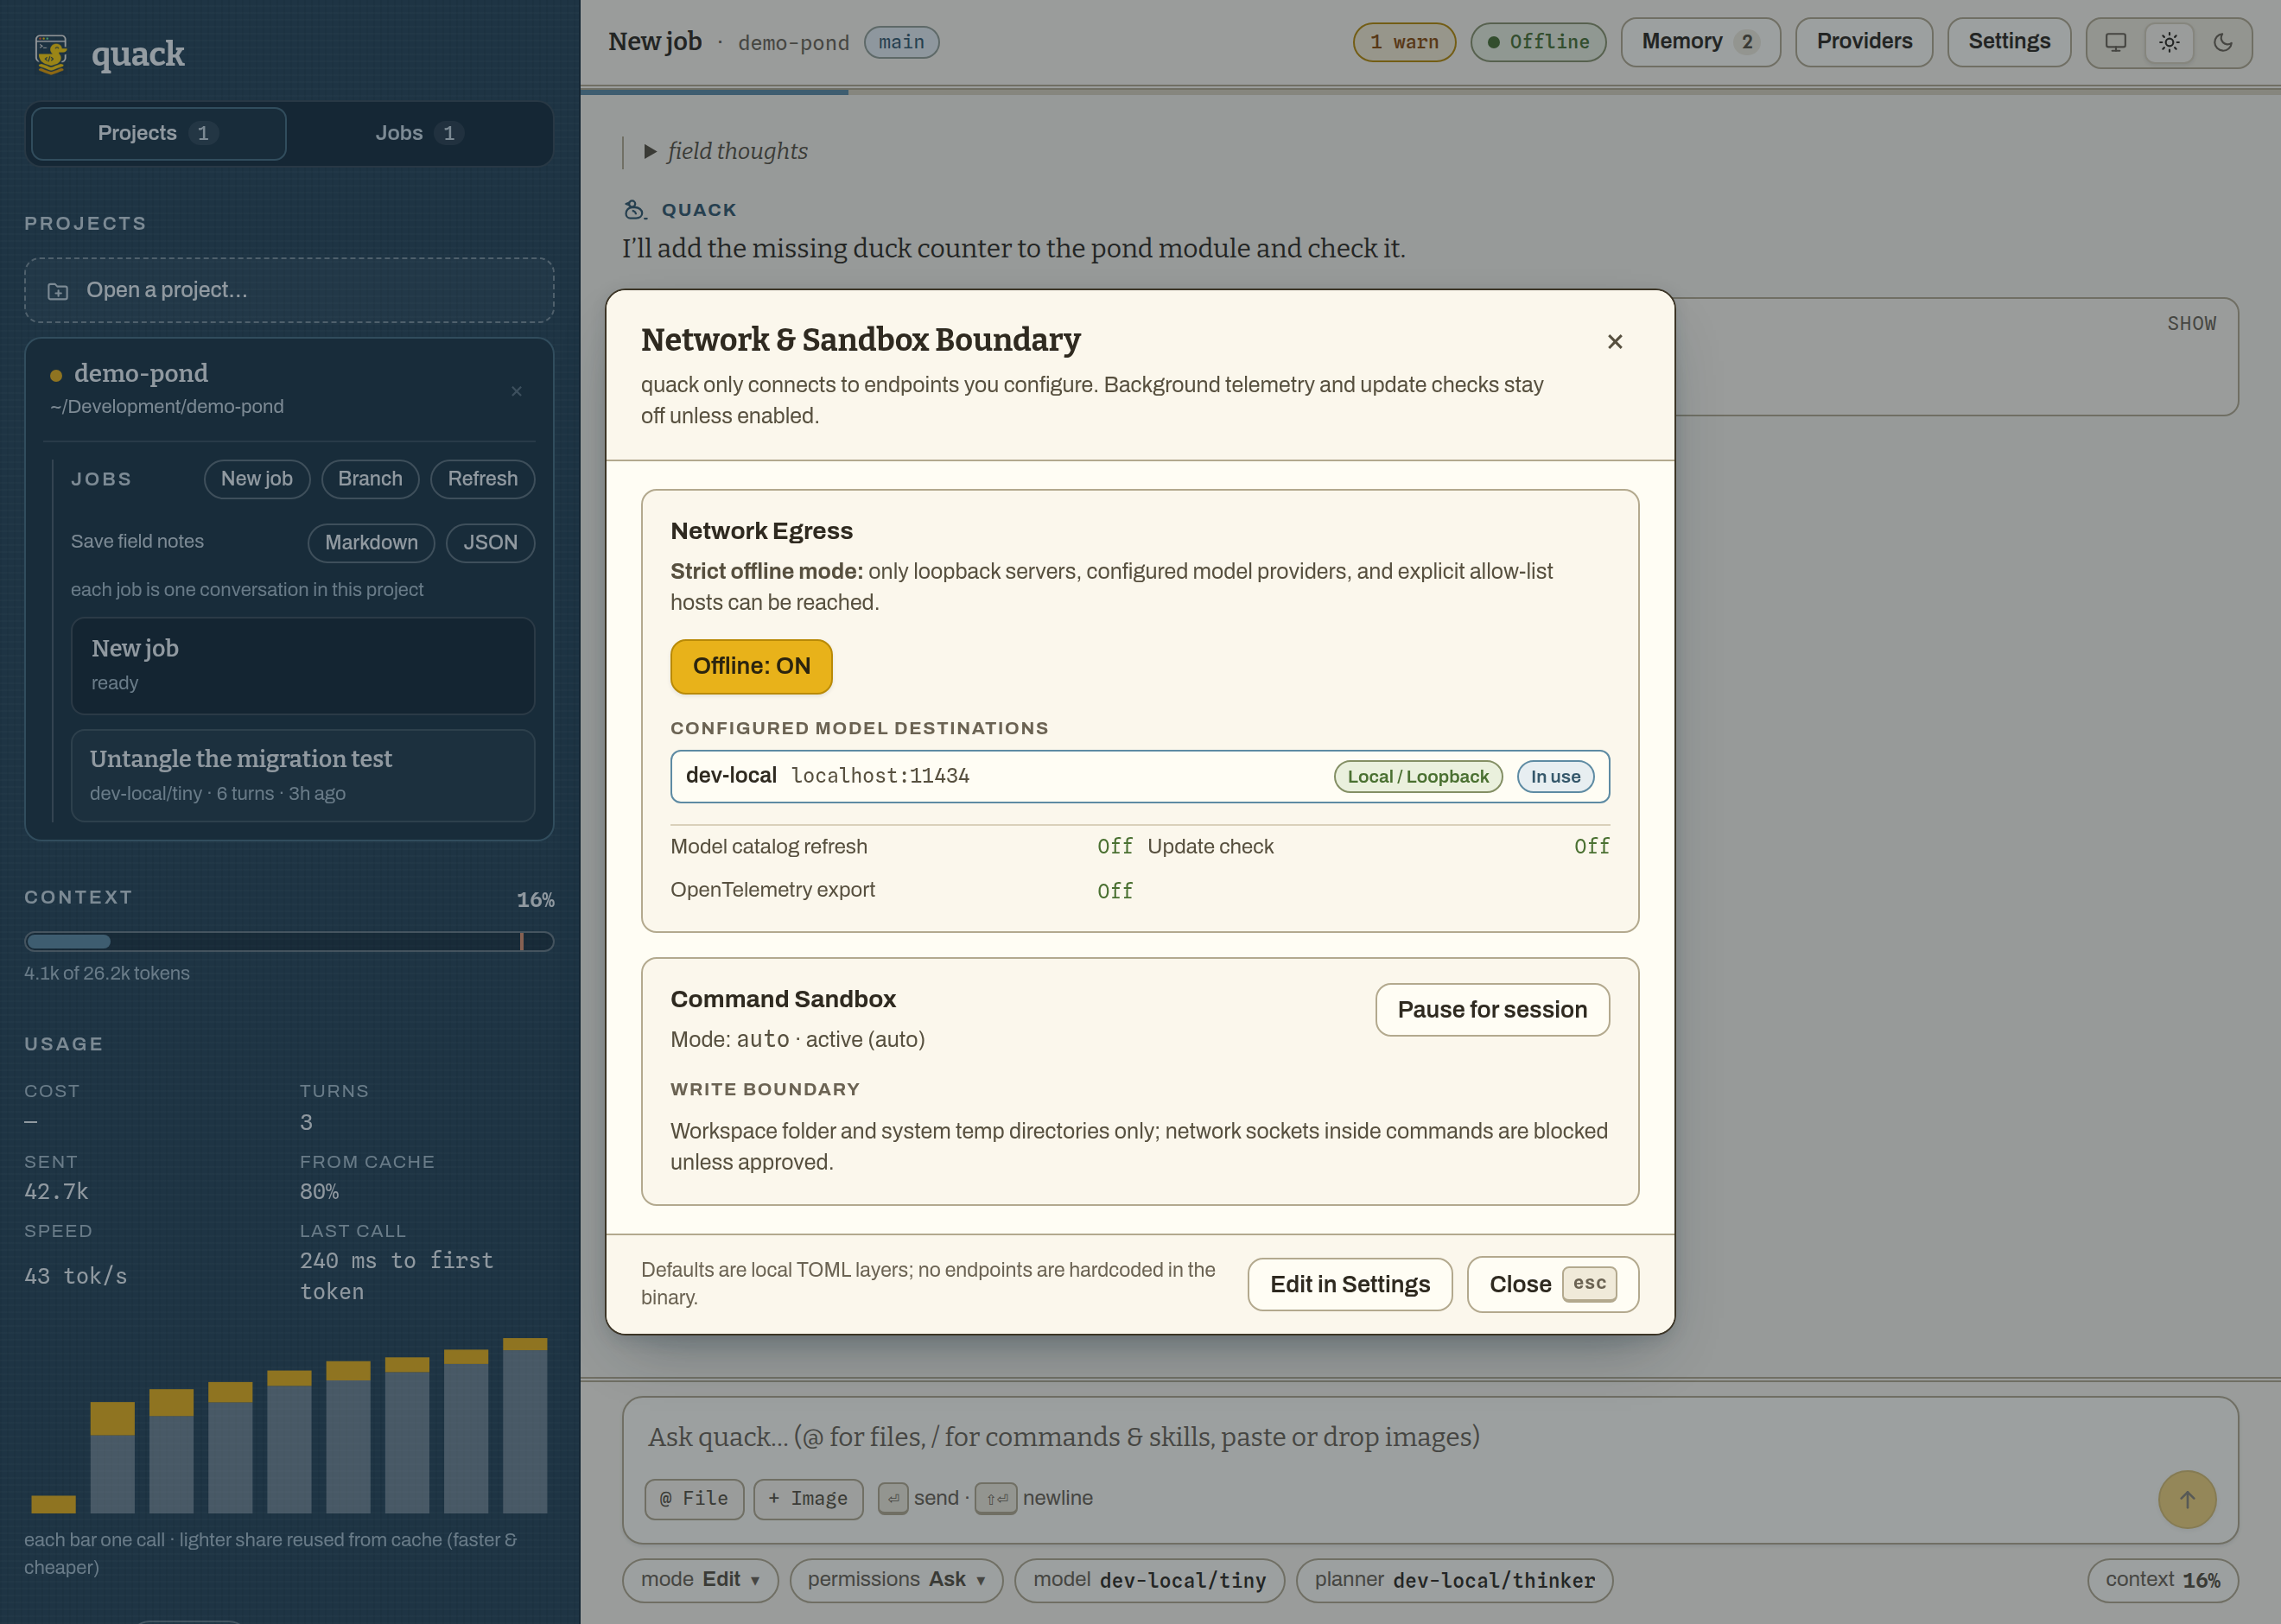 quack
Projects 1
Jobs 1
PROJECTS
Open a project…
demo-pond
~/Development/demo-pond
×
JOBS
New job
Branch
Refresh
Save field notes
Markdown
JSON
each job is one conversation in this project
New job
ready
Untangle the migration test
dev-local/tiny · 6 turns · 3h ago
CONTEXT
16%
4.1k of 26.2k tokens
USAGE
COST
—
TURNS
3
SENT
42.7k
FROM CACHE
80%
SPEED
43 tok/s
LAST CALL
240 ms to first
token
each bar one call · lighter share reused from cache (faster &
cheaper)
New job · demo-pond main
1 warn
Offline
Memory 2
Providers
Settings
field thoughts
QUACK
I’ll add the missing duck counter to the pond module and check it.
SHOW
Network & Sandbox Boundary
×
quack only connects to endpoints you configure. Background telemetry and update checks stay
off unless enabled.
Network Egress
Strict offline mode: only loopback servers, configured model providers, and explicit allow-list
hosts can be reached.
Offline: ON
CONFIGURED MODEL DESTINATIONS
dev-local localhost:11434
Local / Loopback
In use
Model catalog refresh Off
Update check Off
OpenTelemetry export Off
Command Sandbox
Mode: auto · active (auto)
Pause for session
WRITE BOUNDARY
Workspace folder and system temp directories only; network sockets inside commands are blocked
unless approved.
Defaults are local TOML layers; no endpoints are hardcoded in the
binary.
Edit in Settings
Close esc
Ask quack… (@ for files, / for commands & skills, paste or drop images)
@ File
+ Image
⏎ send · ⇧⏎ newline
mode Edit ▾
permissions Ask ▾
model dev-local/tiny
planner dev-local/thinker
context 16%